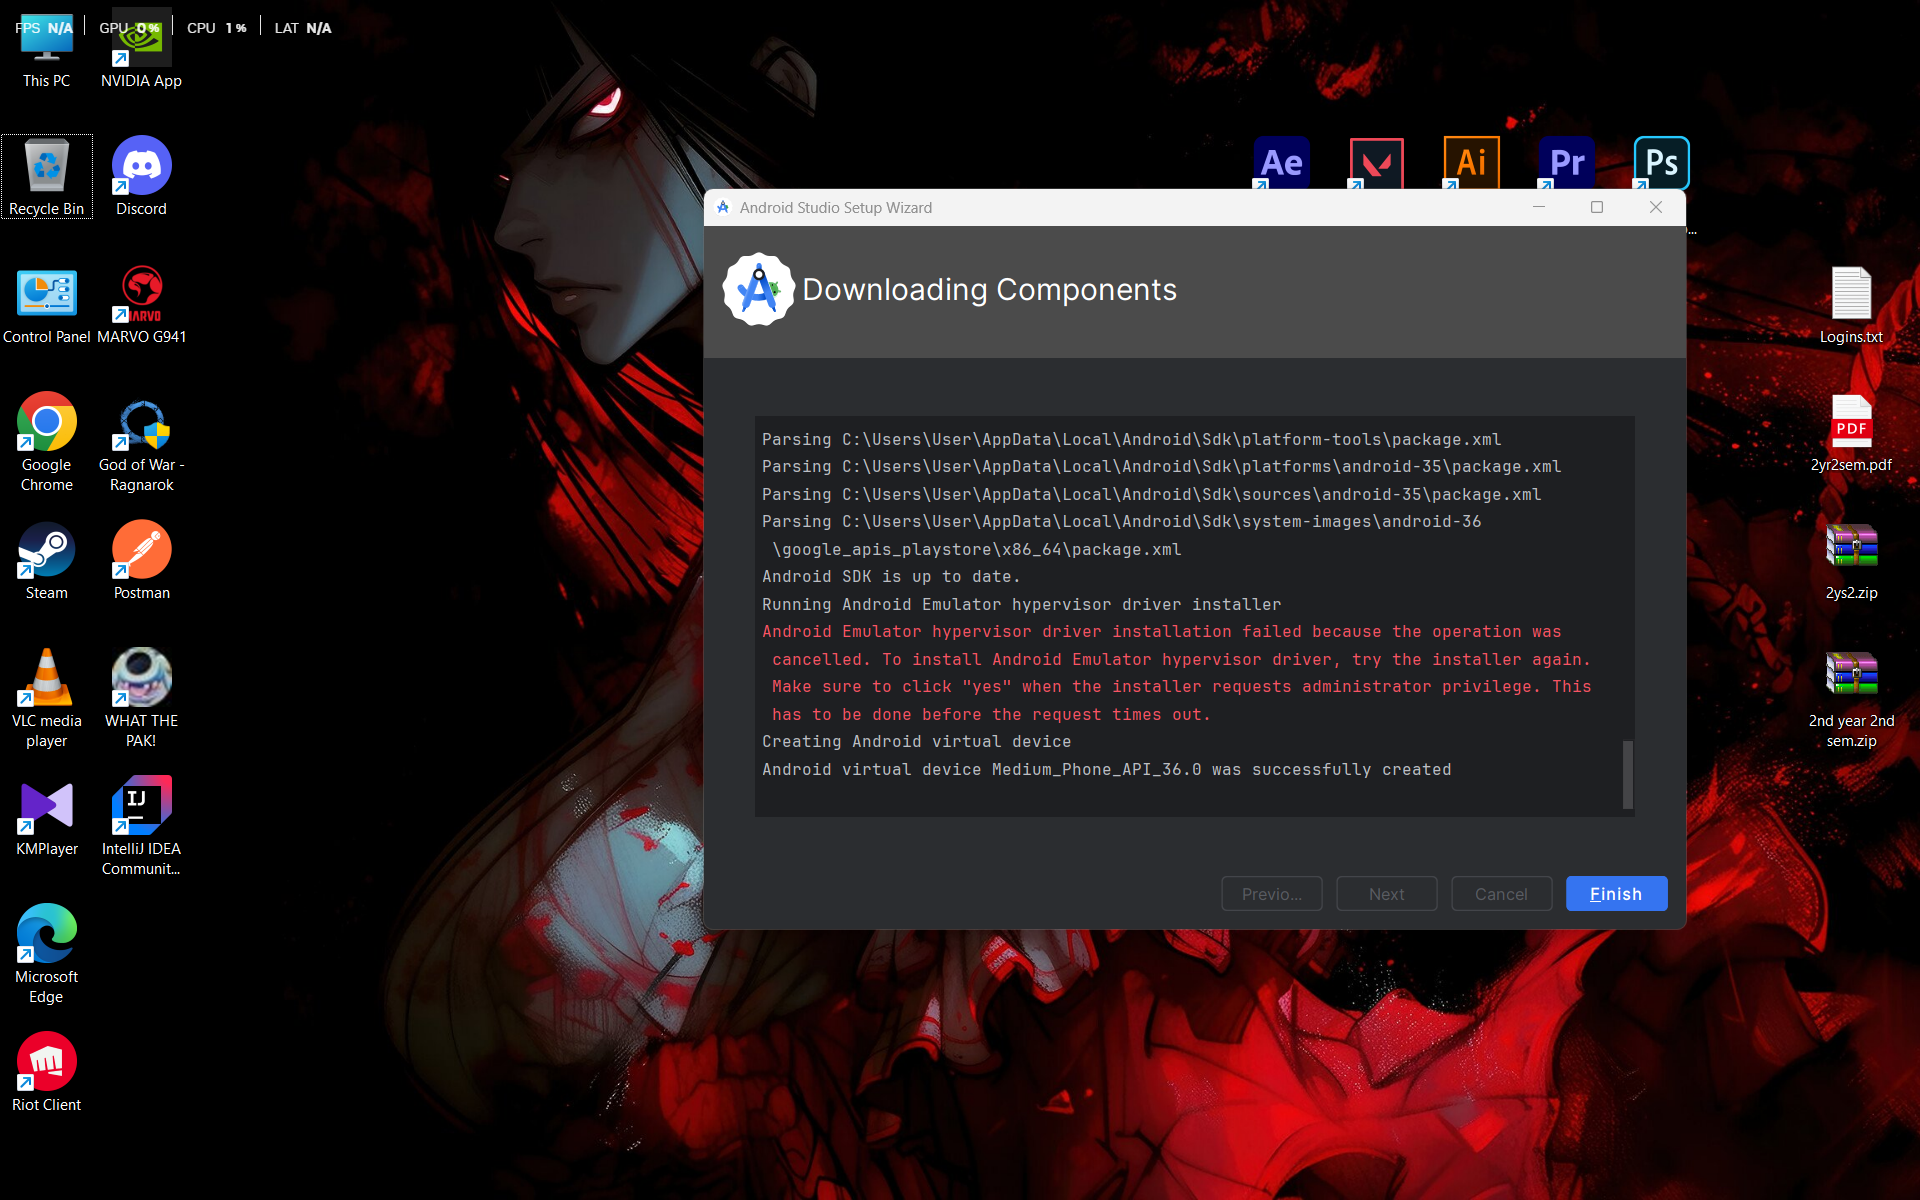 FPS N/A GPU 0% CPU 1% LAT N/A
This PC
NVIDIA App
Recycle Bin
Discord
Control Panel
MARVO
MARVO G941
Google
Chrome
God of War -
Ragnarok
Steam
Postman
VLC media
player
WHAT THE
PAK!
KMPlayer
IJ
IntelliJ IDEA
Communit...
Microsoft
Edge
Riot Client
Ae
Ai
Pr
Ps
...
Logins.txt
PDF
2yr2sem.pdf
2ys2.zip
2nd year 2nd
sem.zip
Android Studio Setup Wizard
Downloading Components
Parsing C:\Users\User\AppData\Local\Android\Sdk\platform-tools\package.xml
Parsing C:\Users\User\AppData\Local\Android\Sdk\platforms\android-35\package.xml
Parsing C:\Users\User\AppData\Local\Android\Sdk\sources\android-35\package.xml
Parsing C:\Users\User\AppData\Local\Android\Sdk\system-images\android-36
\google_apis_playstore\x86_64\package.xml
Android SDK is up to date.
Running Android Emulator hypervisor driver installer
Android Emulator hypervisor driver installation failed because the operation was
cancelled. To install Android Emulator hypervisor driver, try the installer again.
Make sure to click "yes" when the installer requests administrator privilege. This
has to be done before the request times out.
Creating Android virtual device
Android virtual device Medium_Phone_API_36.0 was successfully created
Previo...
Next
Cancel
Finish